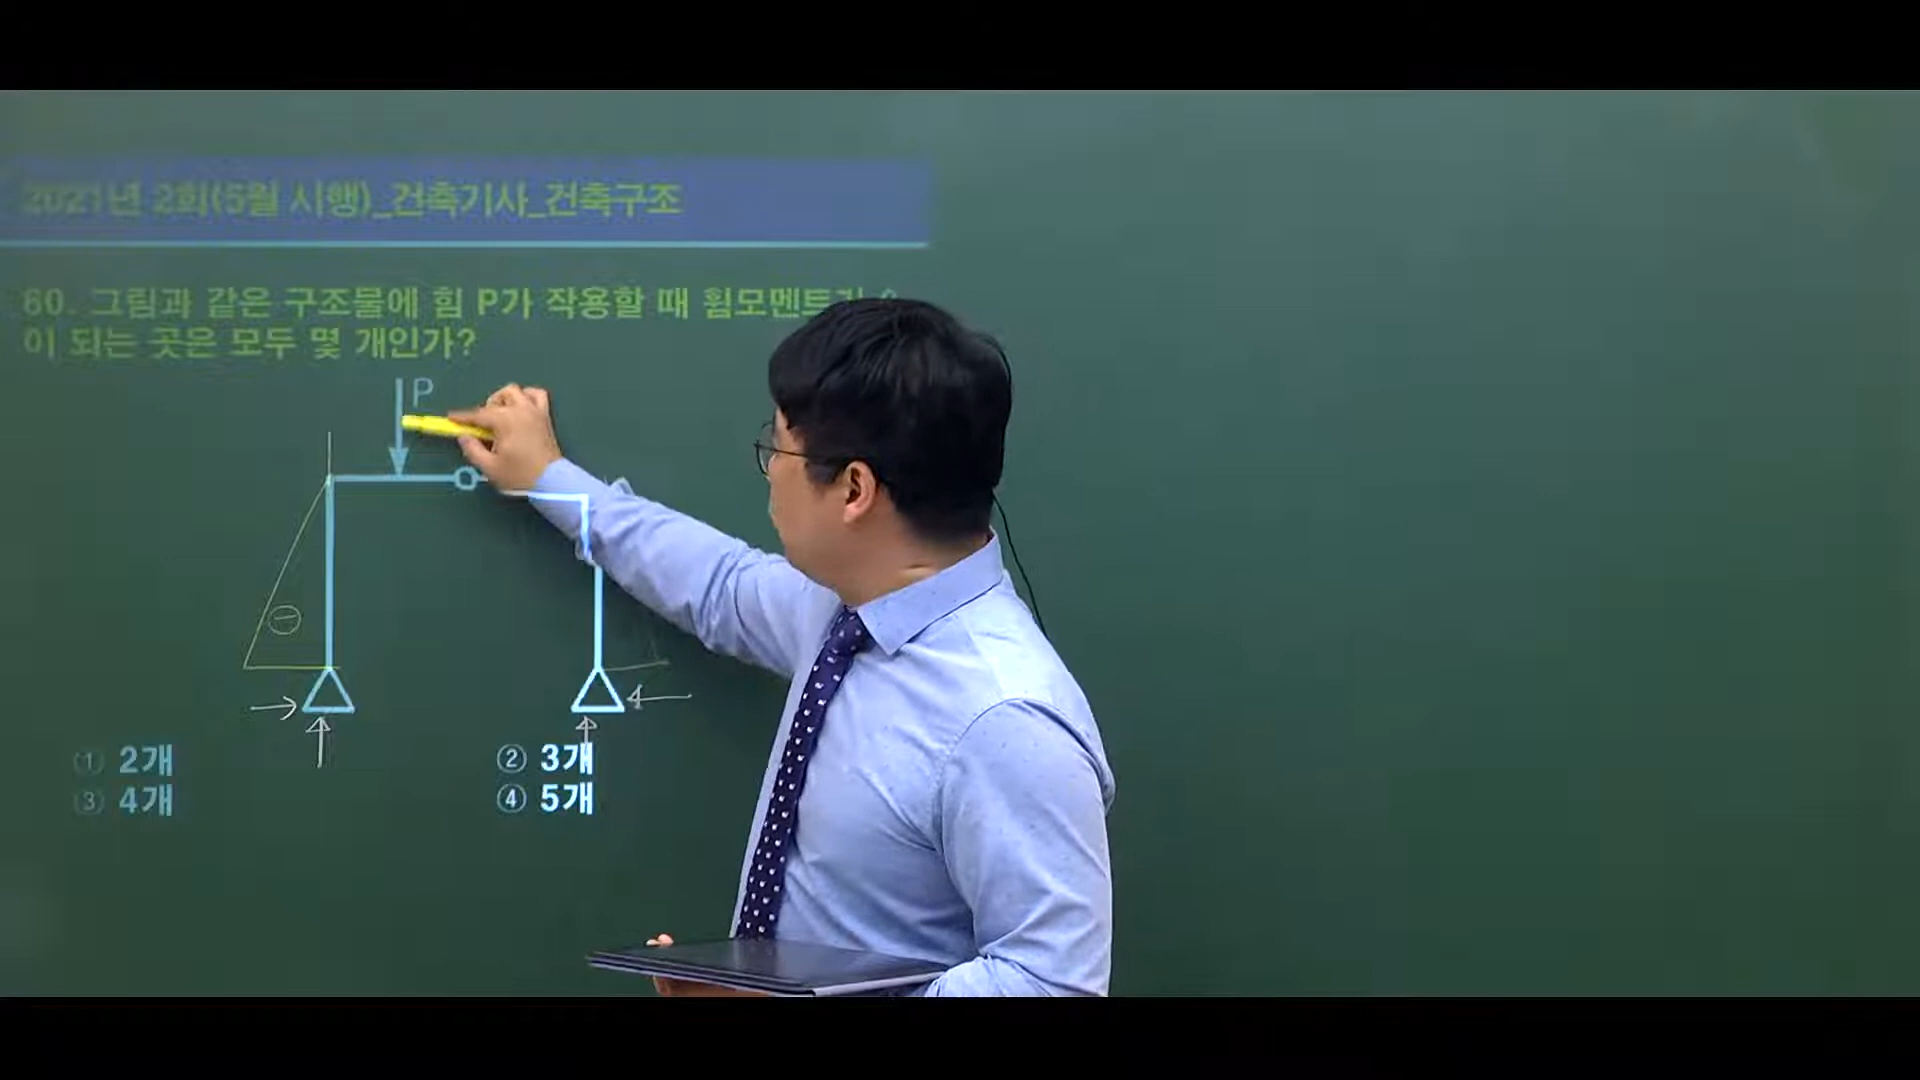 2021년 2회(5월 시행)_건축기사_건축구조
60. 그림과 같은 구조물에 힘 P가 작용할 때 휨모멘트가
이 되는 곳은 모두 몇 개인가?
P
① 2개
② 3개
③ 4개
④ 5개